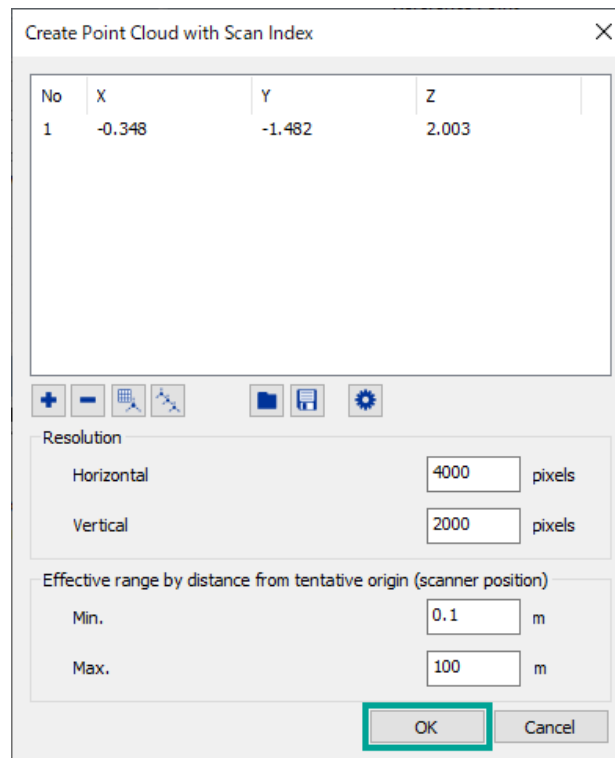 Create Point Cloud with Scan Index
No X Y Z
1 -0.348 -1.482 2.003
Resolution
Horizontal 4000 pixels
Vertical 2000 pixels
Effective range by distance from tentative origin (scanner position)
Min. 0.1 m
Max. 100 m
OK Cancel